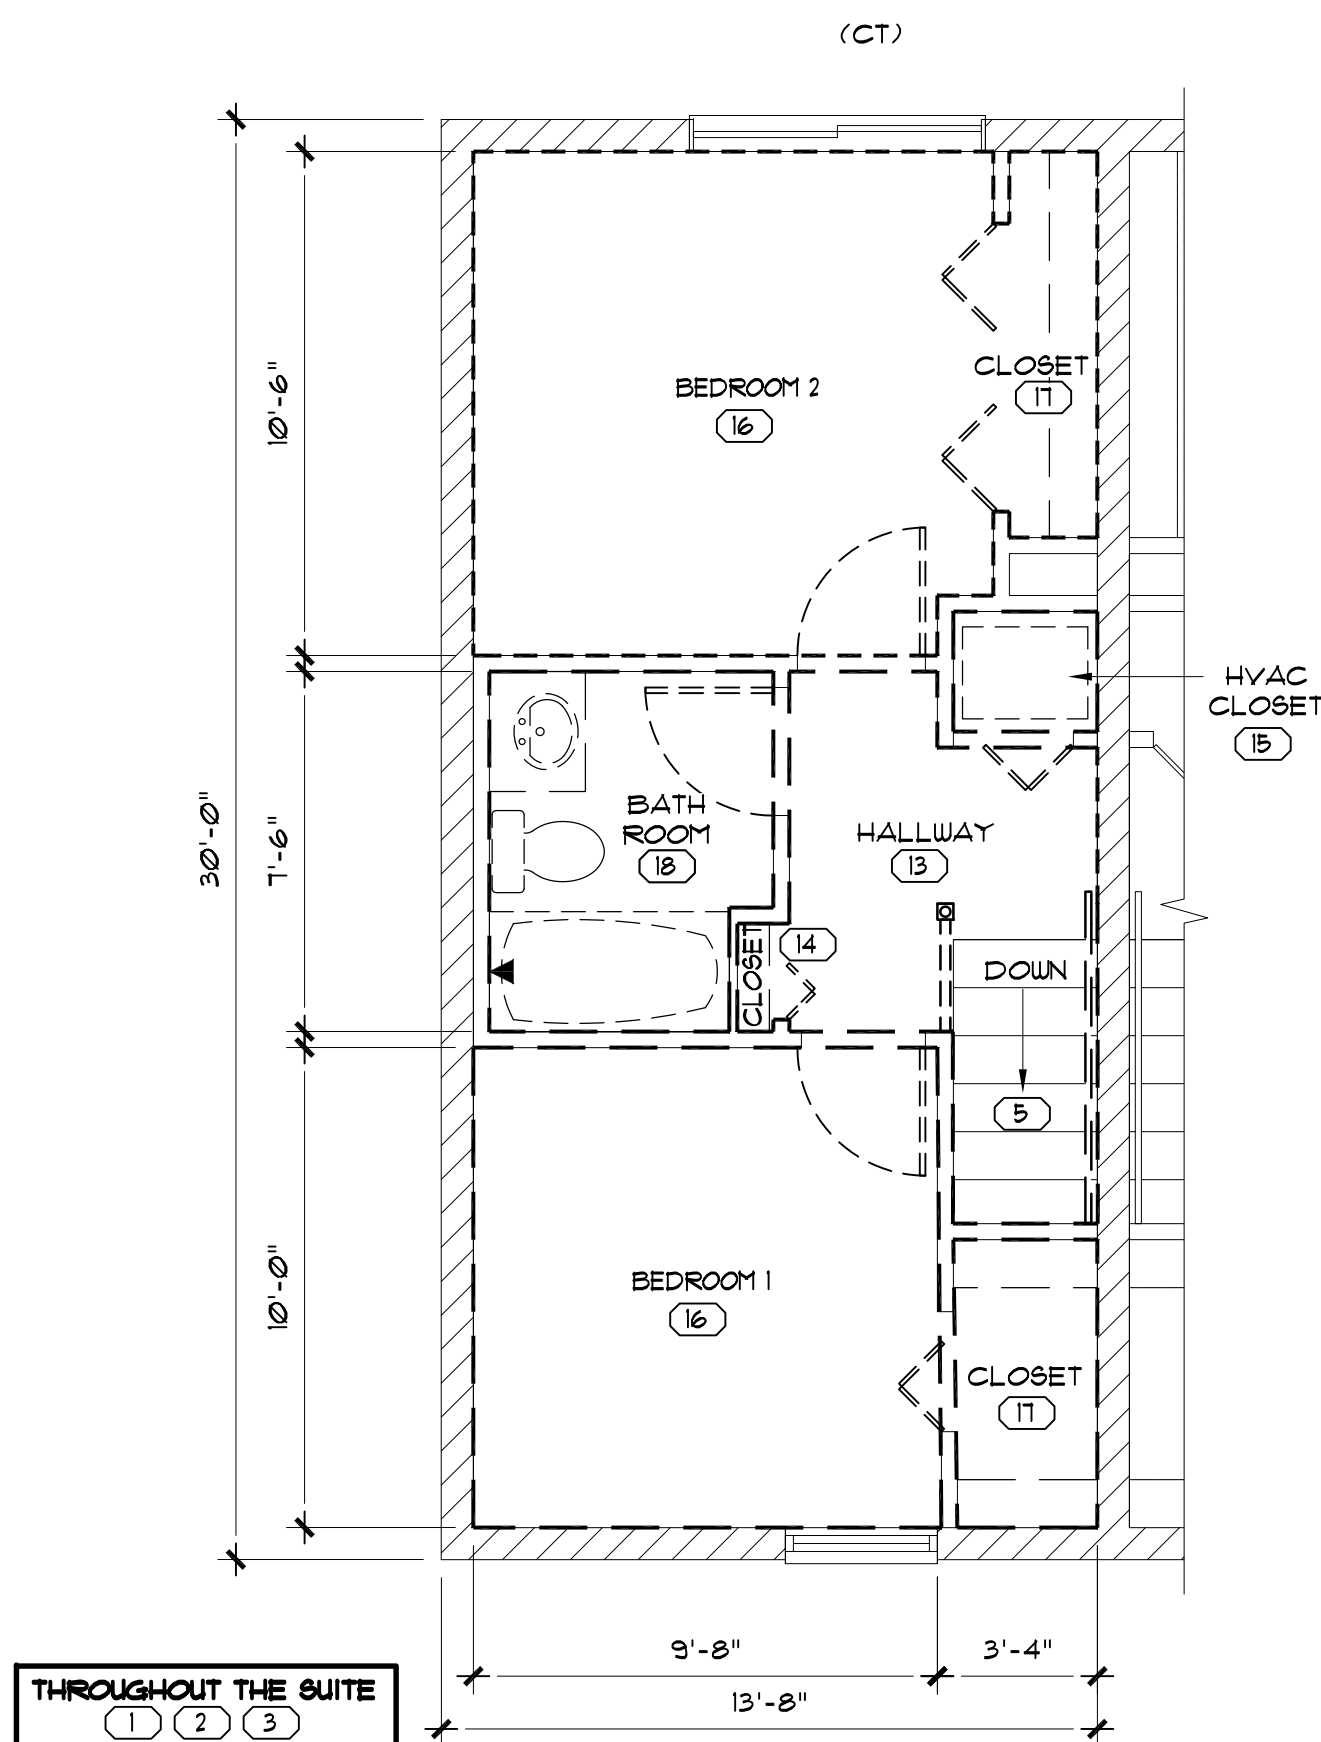 (CT)
10'-6"
BEDROOM 2
16
CLOSET
17
HVAC
CLOSET
15
30'-0"
7'-6"
BATH
ROOM
18
HALLWAY
13
CLOSET
14
DOWN
5
10'-0"
BEDROOM 1
16
CLOSET
17
9'-8"
3'-4"
13'-8"
THROUGHOUT THE SUITE
1 2 3